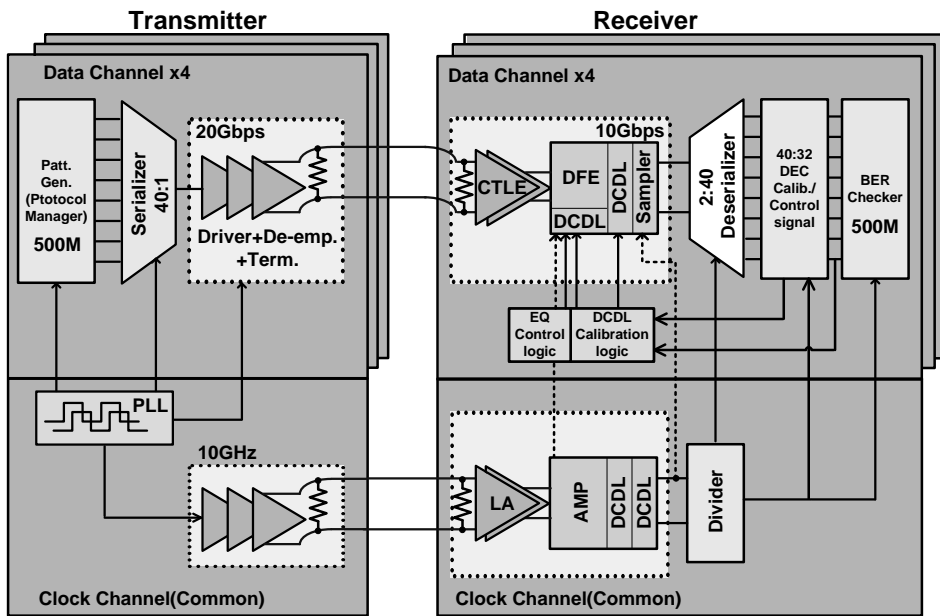 Transmitter
Receiver
Data Channel x4
Patt.
Gen.
(Ptotocol
Manager)
500M
Serializer
40:1
20Gbps
Driver+De-emp.
+Term.
PLL
10GHz
Clock Channel(Common)
Data Channel x4
10Gbps
CTLE
DFE
DCDL
DCDL
Sampler
Deserializer
2:40
40:32
DEC
Calib./
Control
signal
BER
Checker
500M
EQ
Control
logic
DCDL
Calibration
logic
LA
AMP
DCDL
DCDL
Divider
Clock Channel(Common)